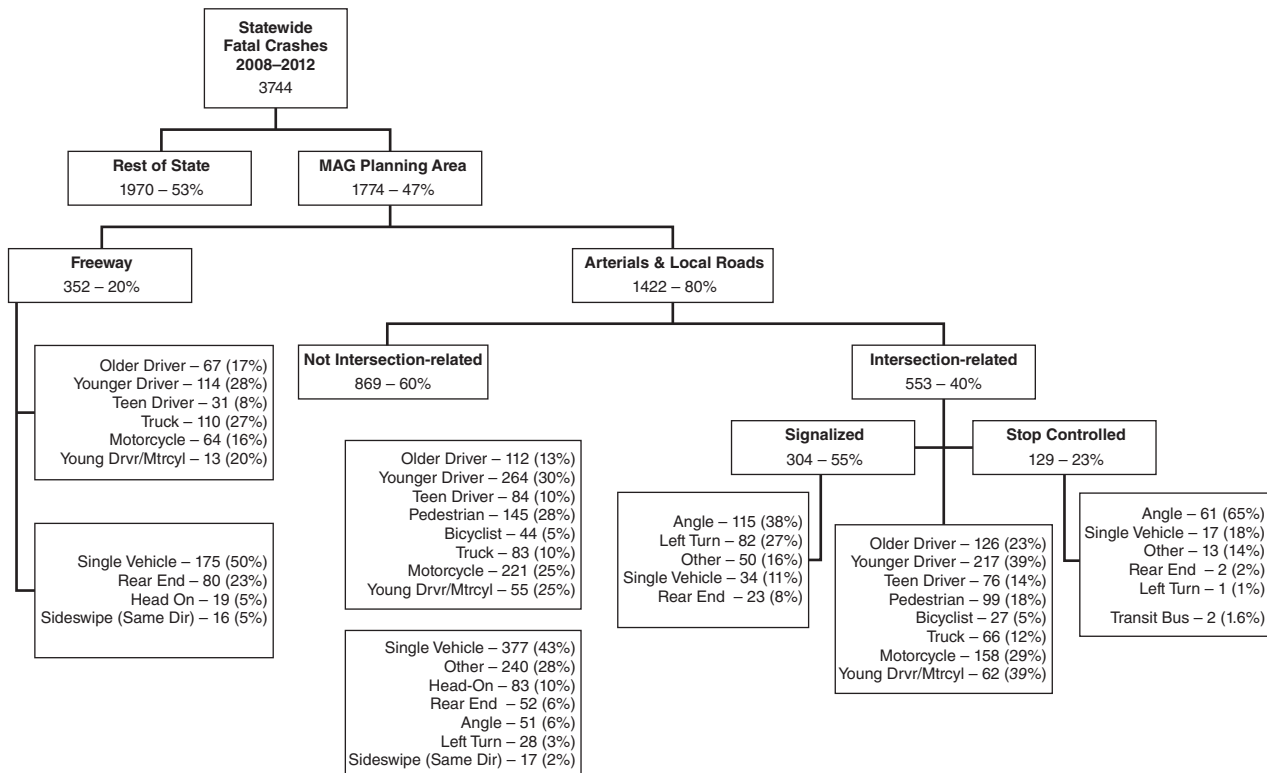 Statewide
Fatal Crashes
2008–2012
3744
Rest of State
1970 – 53%
MAG Planning Area
1774 – 47%
Freeway
352 – 20%
Arterials & Local Roads
1422 – 80%
Older Driver – 67 (17%)
Younger Driver – 114 (28%)
Teen Driver – 31 (8%)
Truck – 110 (27%)
Motorcycle – 64 (16%)
Young Drvr/Mtrcyl – 13 (20%)
Single Vehicle – 175 (50%)
Rear End – 80 (23%)
Head On – 19 (5%)
Sideswipe (Same Dir) – 16 (5%)
Not Intersection-related
869 – 60%
Older Driver – 112 (13%)
Younger Driver – 264 (30%)
Teen Driver – 84 (10%)
Pedestrian – 145 (28%)
Bicyclist – 44 (5%)
Truck – 83 (10%)
Motorcycle – 221 (25%)
Young Drvr/Mtrcyl – 55 (25%)
Single Vehicle – 377 (43%)
Other – 240 (28%)
Head-On – 83 (10%)
Rear End – 52 (6%)
Angle – 51 (6%)
Left Turn – 28 (3%)
Sideswipe (Same Dir) – 17 (2%)
Intersection-related
553 – 40%
Signalized
304 – 55%
Angle – 115 (38%)
Left Turn – 82 (27%)
Other – 50 (16%)
Single Vehicle – 34 (11%)
Rear End – 23 (8%)
Older Driver – 126 (23%)
Younger Driver – 217 (39%)
Teen Driver – 76 (14%)
Pedestrian – 99 (18%)
Bicyclist – 27 (5%)
Truck – 66 (12%)
Motorcycle – 158 (29%)
Young Drvr/Mtrcyl – 62 (39%)
Stop Controlled
129 – 23%
Angle – 61 (65%)
Single Vehicle – 17 (18%)
Other – 13 (14%)
Rear End – 2 (2%)
Left Turn – 1 (1%)
Transit Bus – 2 (1.6%)